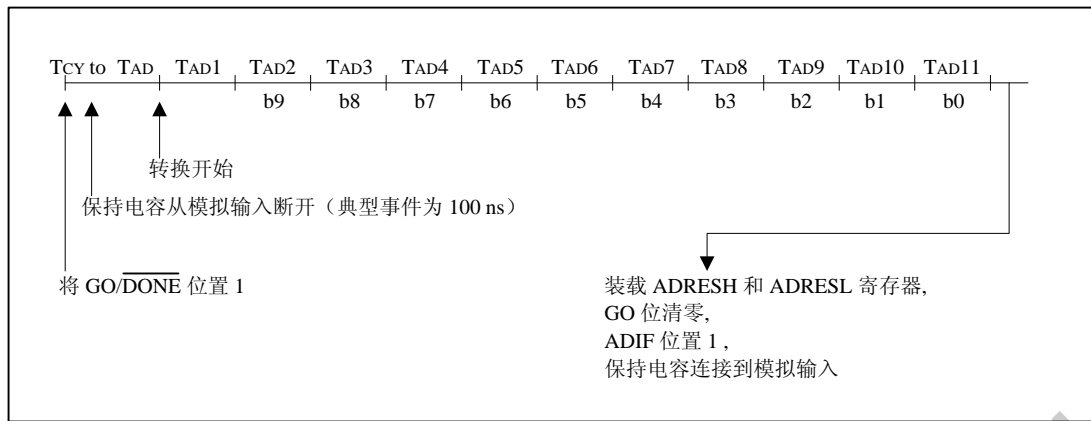 TCY to TAD TAD1 TAD2 TAD3 TAD4 TAD5 TAD6 TAD7 TAD8 TAD9 TAD10 TAD11
b9 b8 b7 b6 b5 b4 b3 b2 b1 b0
转换开始
保持电容从模拟输入断开（典型事件为 100 ns）
将 GO/DONE 位置 1
装载 ADRESH 和 ADRESL 寄存器,
GO 位清零,
ADIF 位置 1 ,
保持电容连接到模拟输入